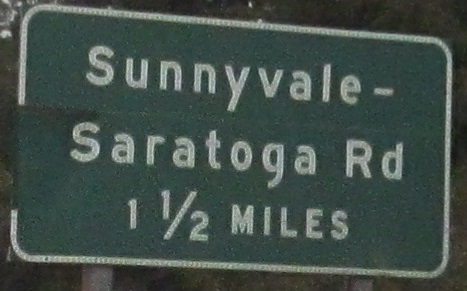 Sunnyvale-
Saratoga Rd
1 1/2 MILES